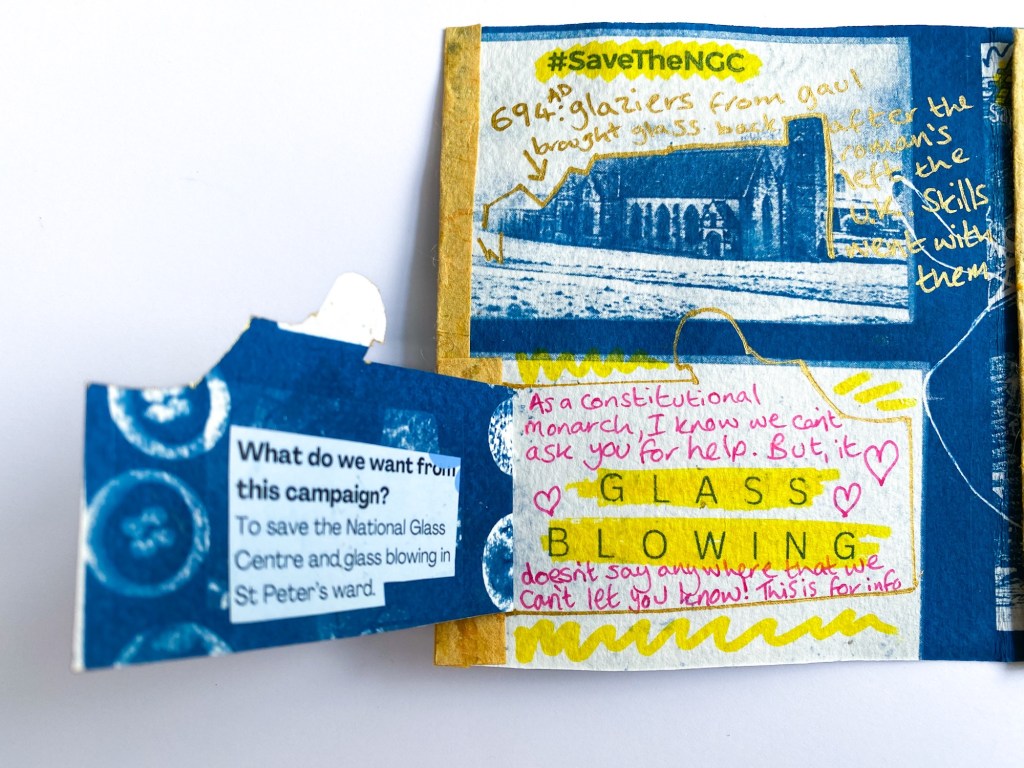 #SaveTheNGC
694AD: glaziers from gaul
brought glass back
after the
roman's
left the
U.K. Skills
went with
them
What do we want from
this campaign?
To save the National Glass
Centre and glass blowing in
St Peter's ward.
As a constitutional
monarch, I know we can't
ask you for help. But, it
GLASS
BLOWING
doesn't say anywhere that we
can't let you know! This is for info